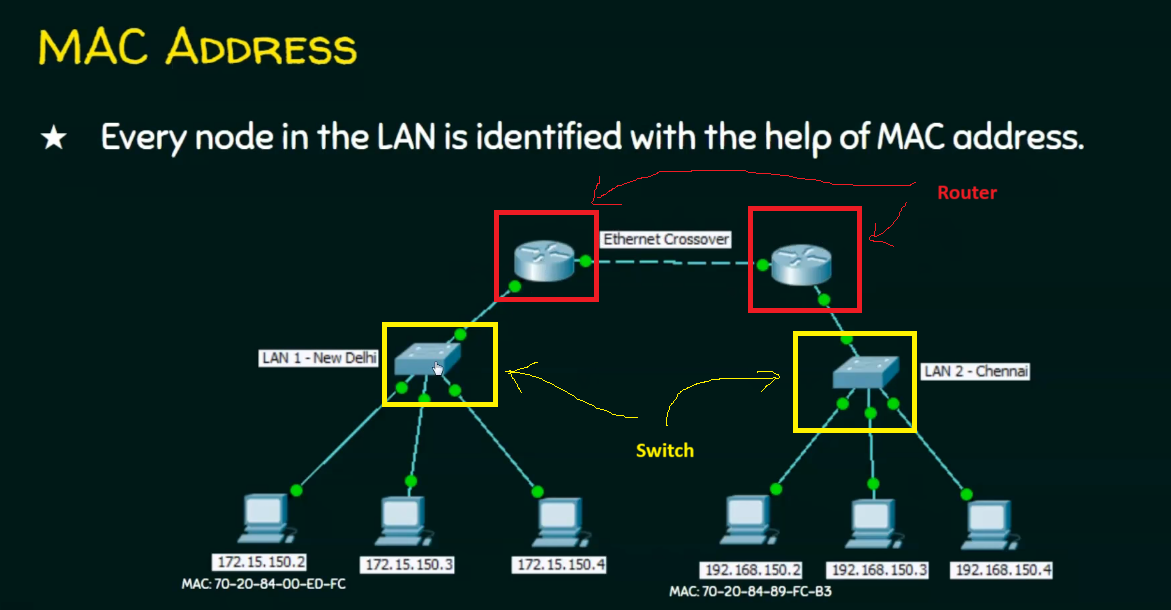 MAC ADDRESS
★ Every node in the LAN is identified with the help of MAC address.
Router
Ethernet Crossover
LAN 1 - New Delhi
LAN 2 - Chennai
Switch
172.15.150.2
172.15.150.3
172.15.150.4
192.168.150.2
192.168.150.3
192.168.150.4
MAC: 70-20-84-00-ED-FC
MAC: 70-20-84-89-FC-B3